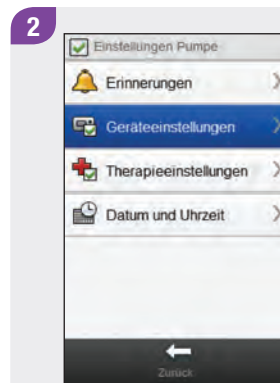 2
Einstellungen Pumpe
Erinnerungen
Geräteeinstellungen
Therapieeinstellungen
Datum und Uhrzeit
Zurück